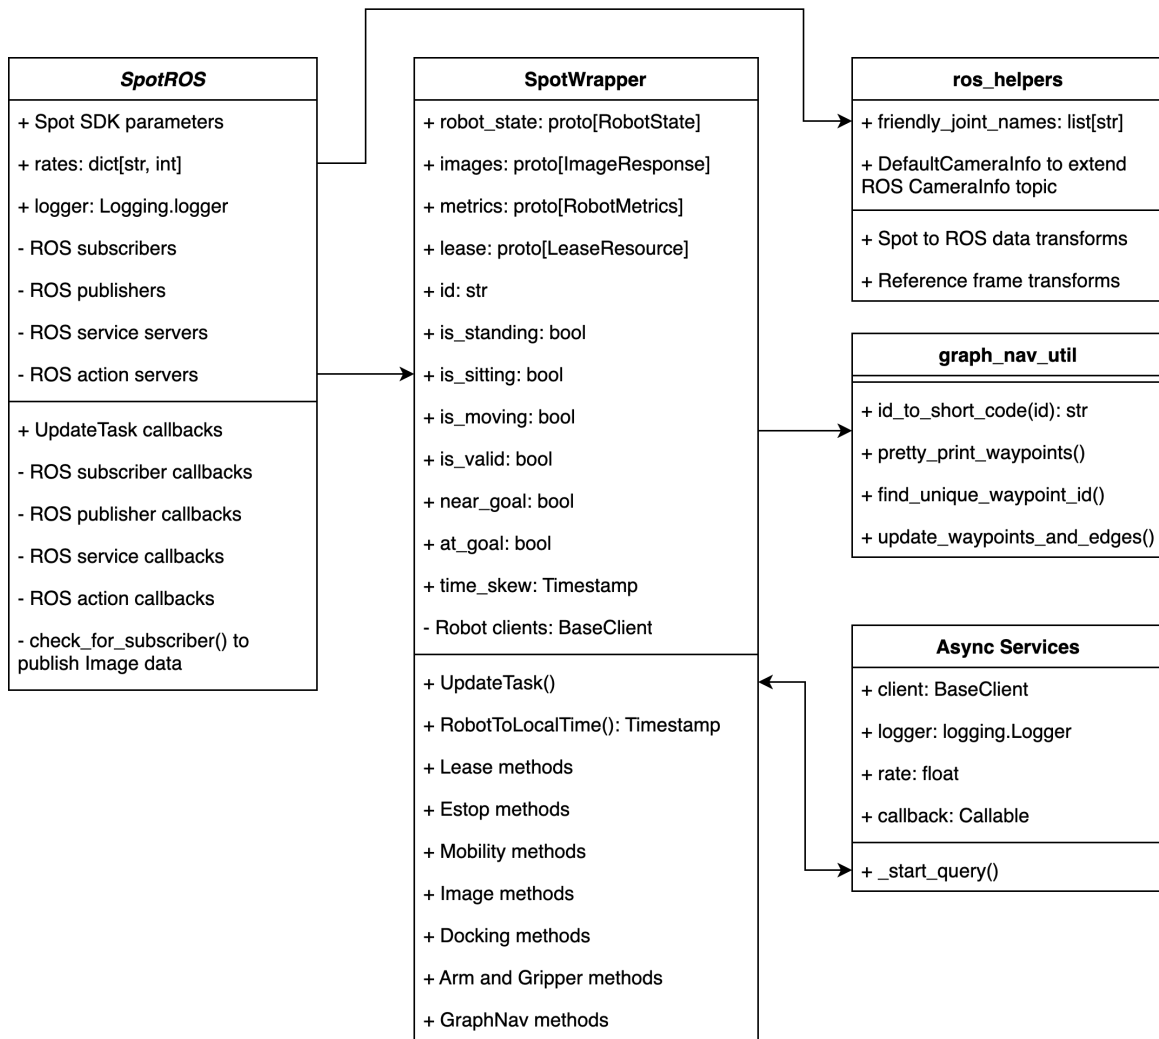 SpotROS
+ Spot SDK parameters
+ rates: dict[str, int]
+ logger: Logging.logger
- ROS subscribers
- ROS publishers
- ROS service servers
- ROS action servers
+ UpdateTask callbacks
- ROS subscriber callbacks
- ROS publisher callbacks
- ROS service callbacks
- ROS action callbacks
- check_for_subscriber() to
publish Image data
SpotWrapper
+ robot_state: proto[RobotState]
+ images: proto[ImageResponse]
+ metrics: proto[RobotMetrics]
+ lease: proto[LeaseResource]
+ id: str
+ is_standing: bool
+ is_sitting: bool
+ is_moving: bool
+ is_valid: bool
+ near_goal: bool
+ at_goal: bool
+ time_skew: Timestamp
- Robot clients: BaseClient
+ UpdateTask()
+ RobotToLocalTime(): Timestamp
+ Lease methods
+ Estop methods
+ Mobility methods
+ Image methods
+ Docking methods
+ Arm and Gripper methods
+ GraphNav methods
ros_helpers
+ friendly_joint_names: list[str]
+ DefaultCameraInfo to extend
ROS CameraInfo topic
+ Spot to ROS data transforms
+ Reference frame transforms
graph_nav_util
+ id_to_short_code(id): str
+ pretty_print_waypoints()
+ find_unique_waypoint_id()
+ update_waypoints_and_edges()
Async Services
+ client: BaseClient
+ logger: logging.Logger
+ rate: float
+ callback: Callable
+ _start_query()